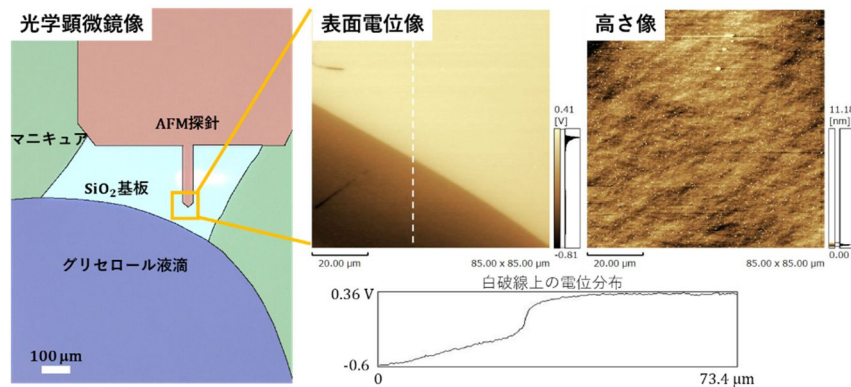 光学顕微鏡像
マニキュア
AFM探針
SiO₂基板
グリセロール液滴
100 μm
表面電位像
0.41
[V]
-0.81
20.00 μm
85.00 x 85.00 μm
高さ像
11.18
[nm]
0.00
20.00 μm
85.00 x 85.00 μm
白破線上の電位分布
0.36 V
-0.6
0
73.4 μm